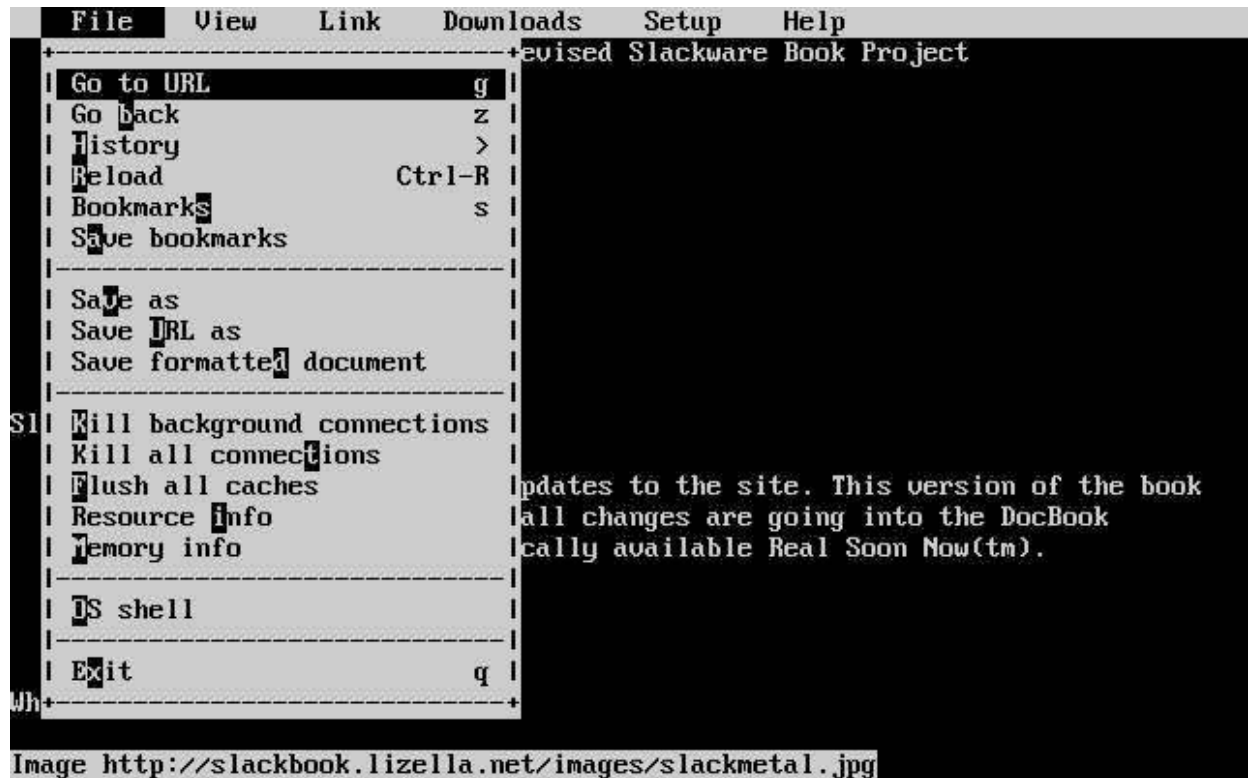 File View Link Downloads Setup Help
evised Slackware Book Project
Go to URL g
Go back z
History >
Reload Ctrl-R
Bookmarks s
Save bookmarks
Save as
Save URL as
Save formatted document
Sl Kill background connections
Kill all connections
Flush all caches pdates to the site. This version of the book
Resource info all changes are going into the DocBook
Memory info cally available Real Soon Now(tm).
OS shell
Exit q
Wh
Image http://slackbook.lizella.net/images/slackmetal.jpg